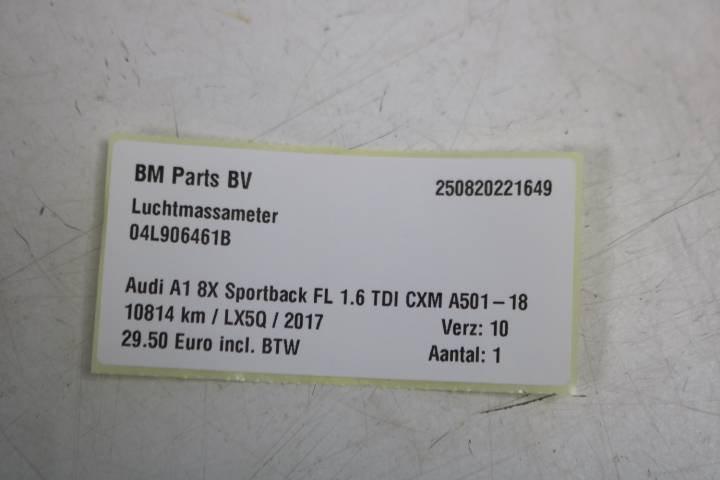 BM Parts BV 250820221649
Luchtmassameter
04L906461B
Audi A1 8X Sportback FL 1.6 TDI CXM A501-18
10814 km / LX5Q / 2017 Verz: 10
29.50 Euro incl. BTW Aantal: 1